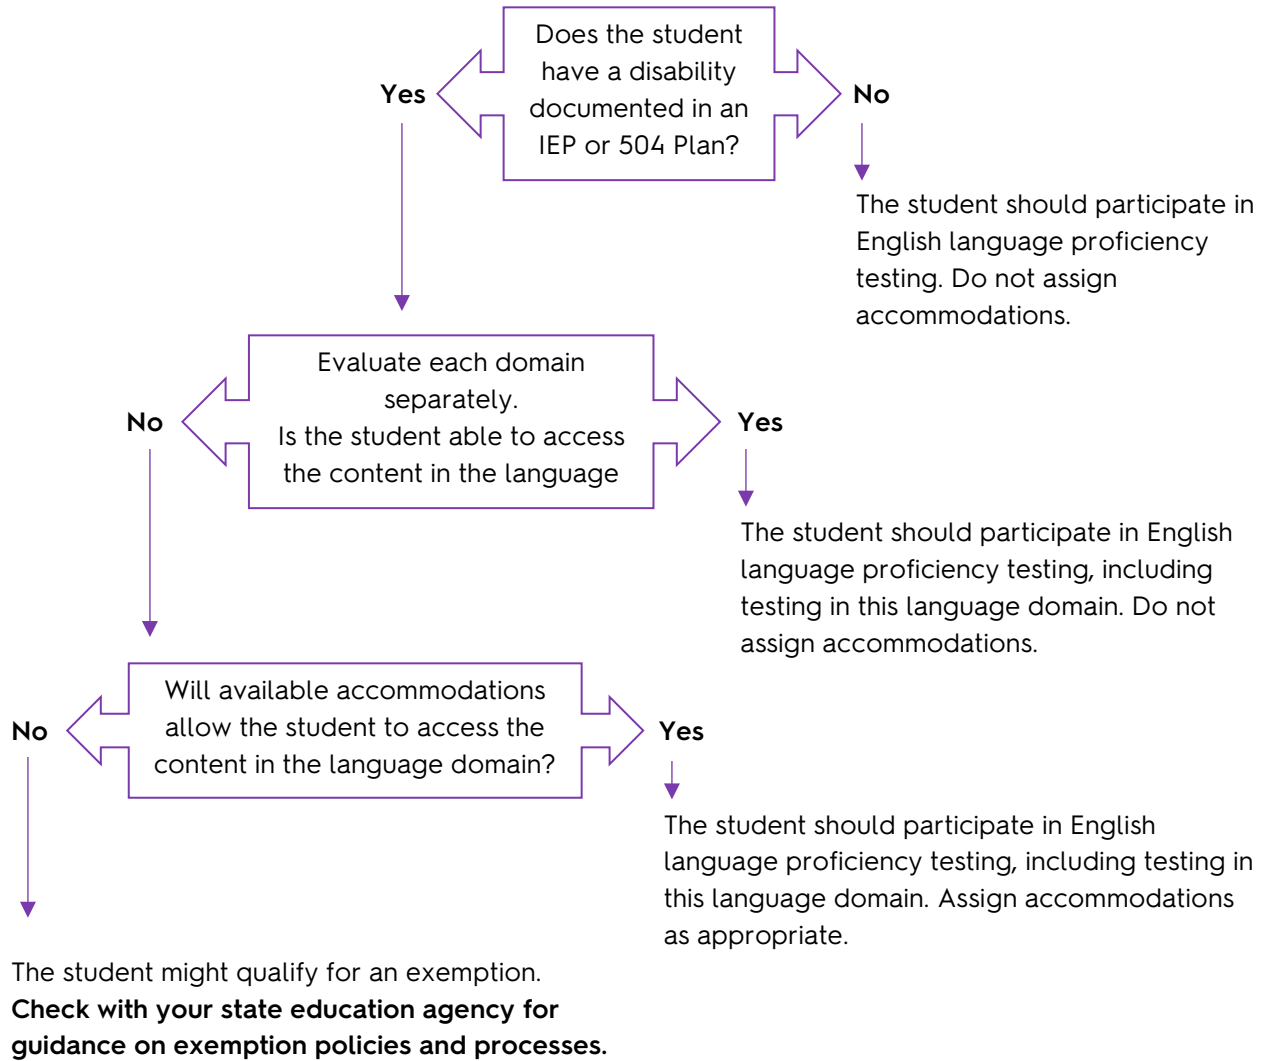 Does the student
have a disability
documented in an
IEP or 504 Plan?
Yes
No
The student should participate in
English language proficiency
testing. Do not assign
accommodations.
Evaluate each domain
separately.
Is the student able to access
the content in the language
No
Yes
The student should participate in English
language proficiency testing, including
testing in this language domain. Do not
assign accommodations.
Will available accommodations
allow the student to access the
content in the language domain?
No
Yes
The student should participate in English
language proficiency testing, including testing in
this language domain. Assign accommodations
as appropriate.
The student might qualify for an exemption.
Check with your state education agency for
guidance on exemption policies and processes.